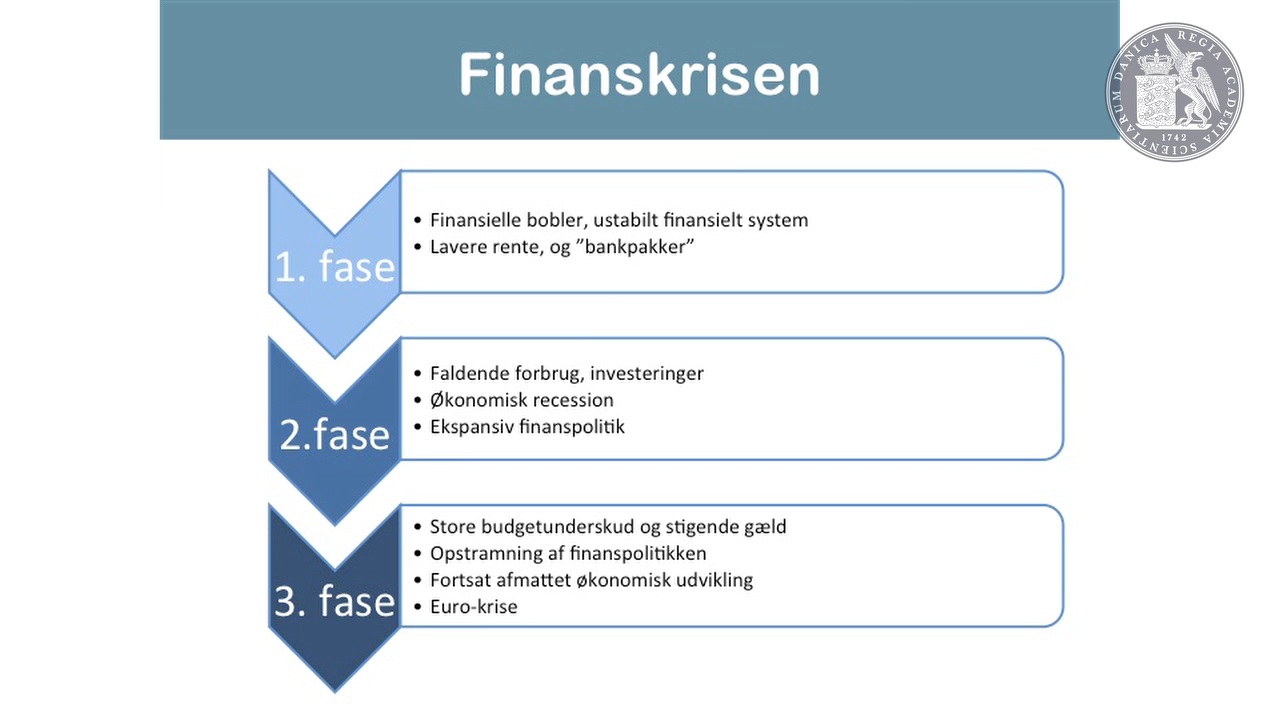 Finanskrisen
REGIA ACADEMIA SCIENTIARUM DANICA
1742
1. fase
• Finansielle bobler, ustabilt finansielt system
• Lavere rente, og ”bankpakker”
2.fase
• Faldende forbrug, investeringer
• Økonomisk recession
• Ekspansiv finanspolitik
3. fase
• Store budgetunderskud og stigende gæld
• Opstramning af finanspolitikken
• Fortsat afmattet økonomisk udvikling
• Euro-krise